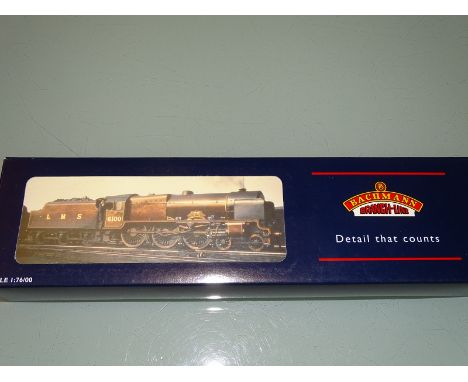 L M S
6100
BACHMANN
BRANCH-LINE
Detail that counts
LE 1:76/00